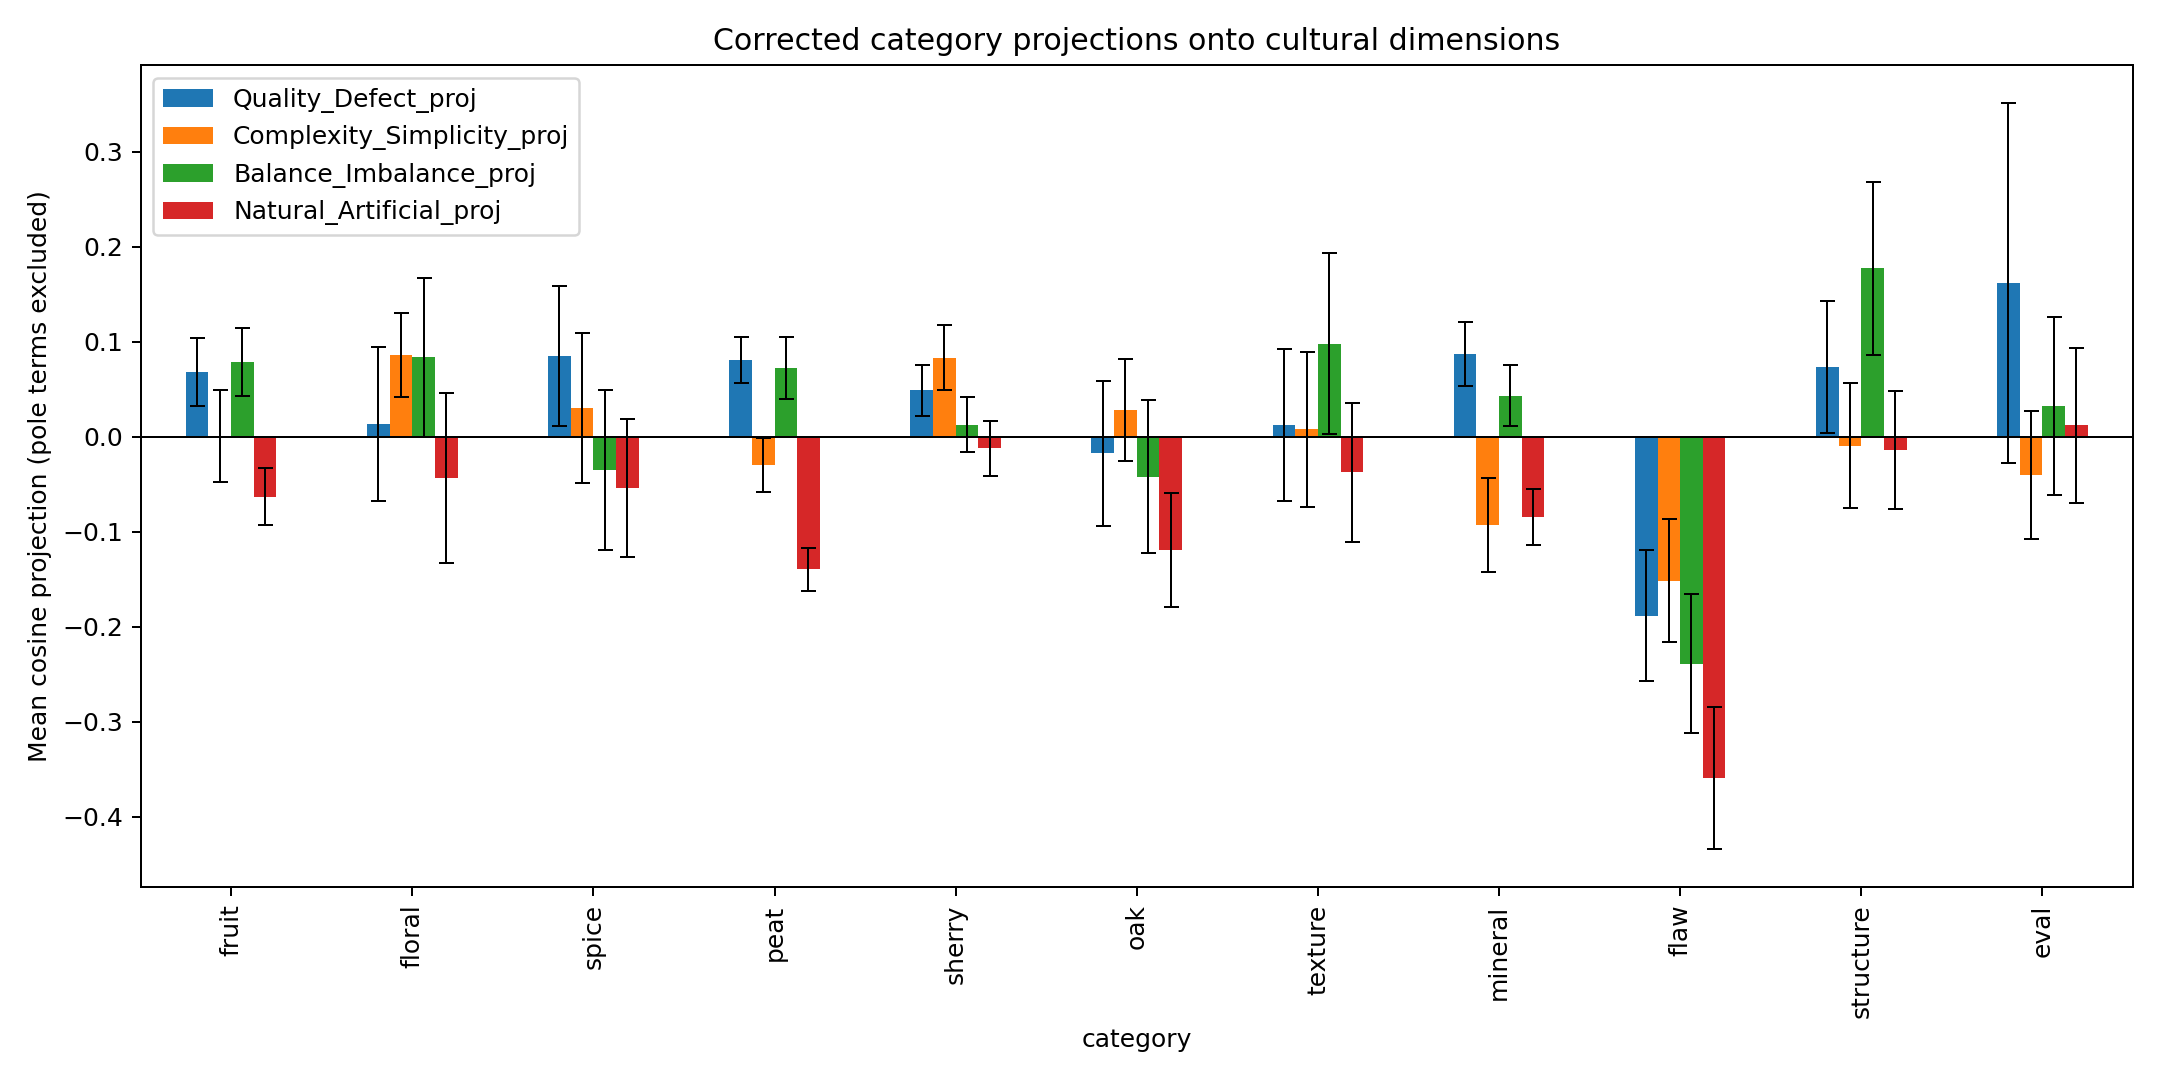 Corrected category projections onto cultural dimensions
Quality_Defect_proj
Complexity_Simplicity_proj
Balance_Imbalance_proj
Natural_Artificial_proj
Mean cosine projection (pole terms excluded)
0.3
0.2
0.1
0.0
−0.1
−0.2
−0.3
−0.4
fruit
floral
spice
peat
sherry
oak
texture
mineral
flaw
structure
eval
category